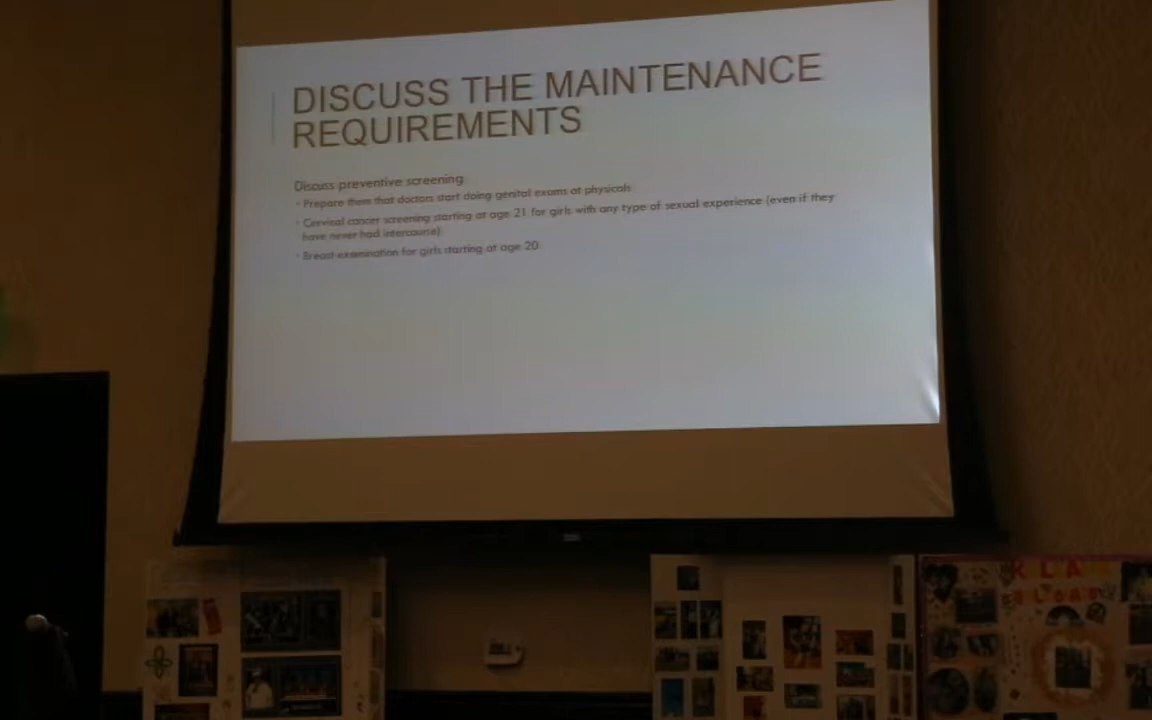 DISCUSS THE MAINTENANCE
REQUIREMENTS
Discuss preventive screening:
• Prepare them that doctors start doing genital exams at physicals
• Cervical cancer screening starting at age 21 for girls with any type of sexual experience (even if they
have never had intercourse)
• Breast examination for girls starting at age 20